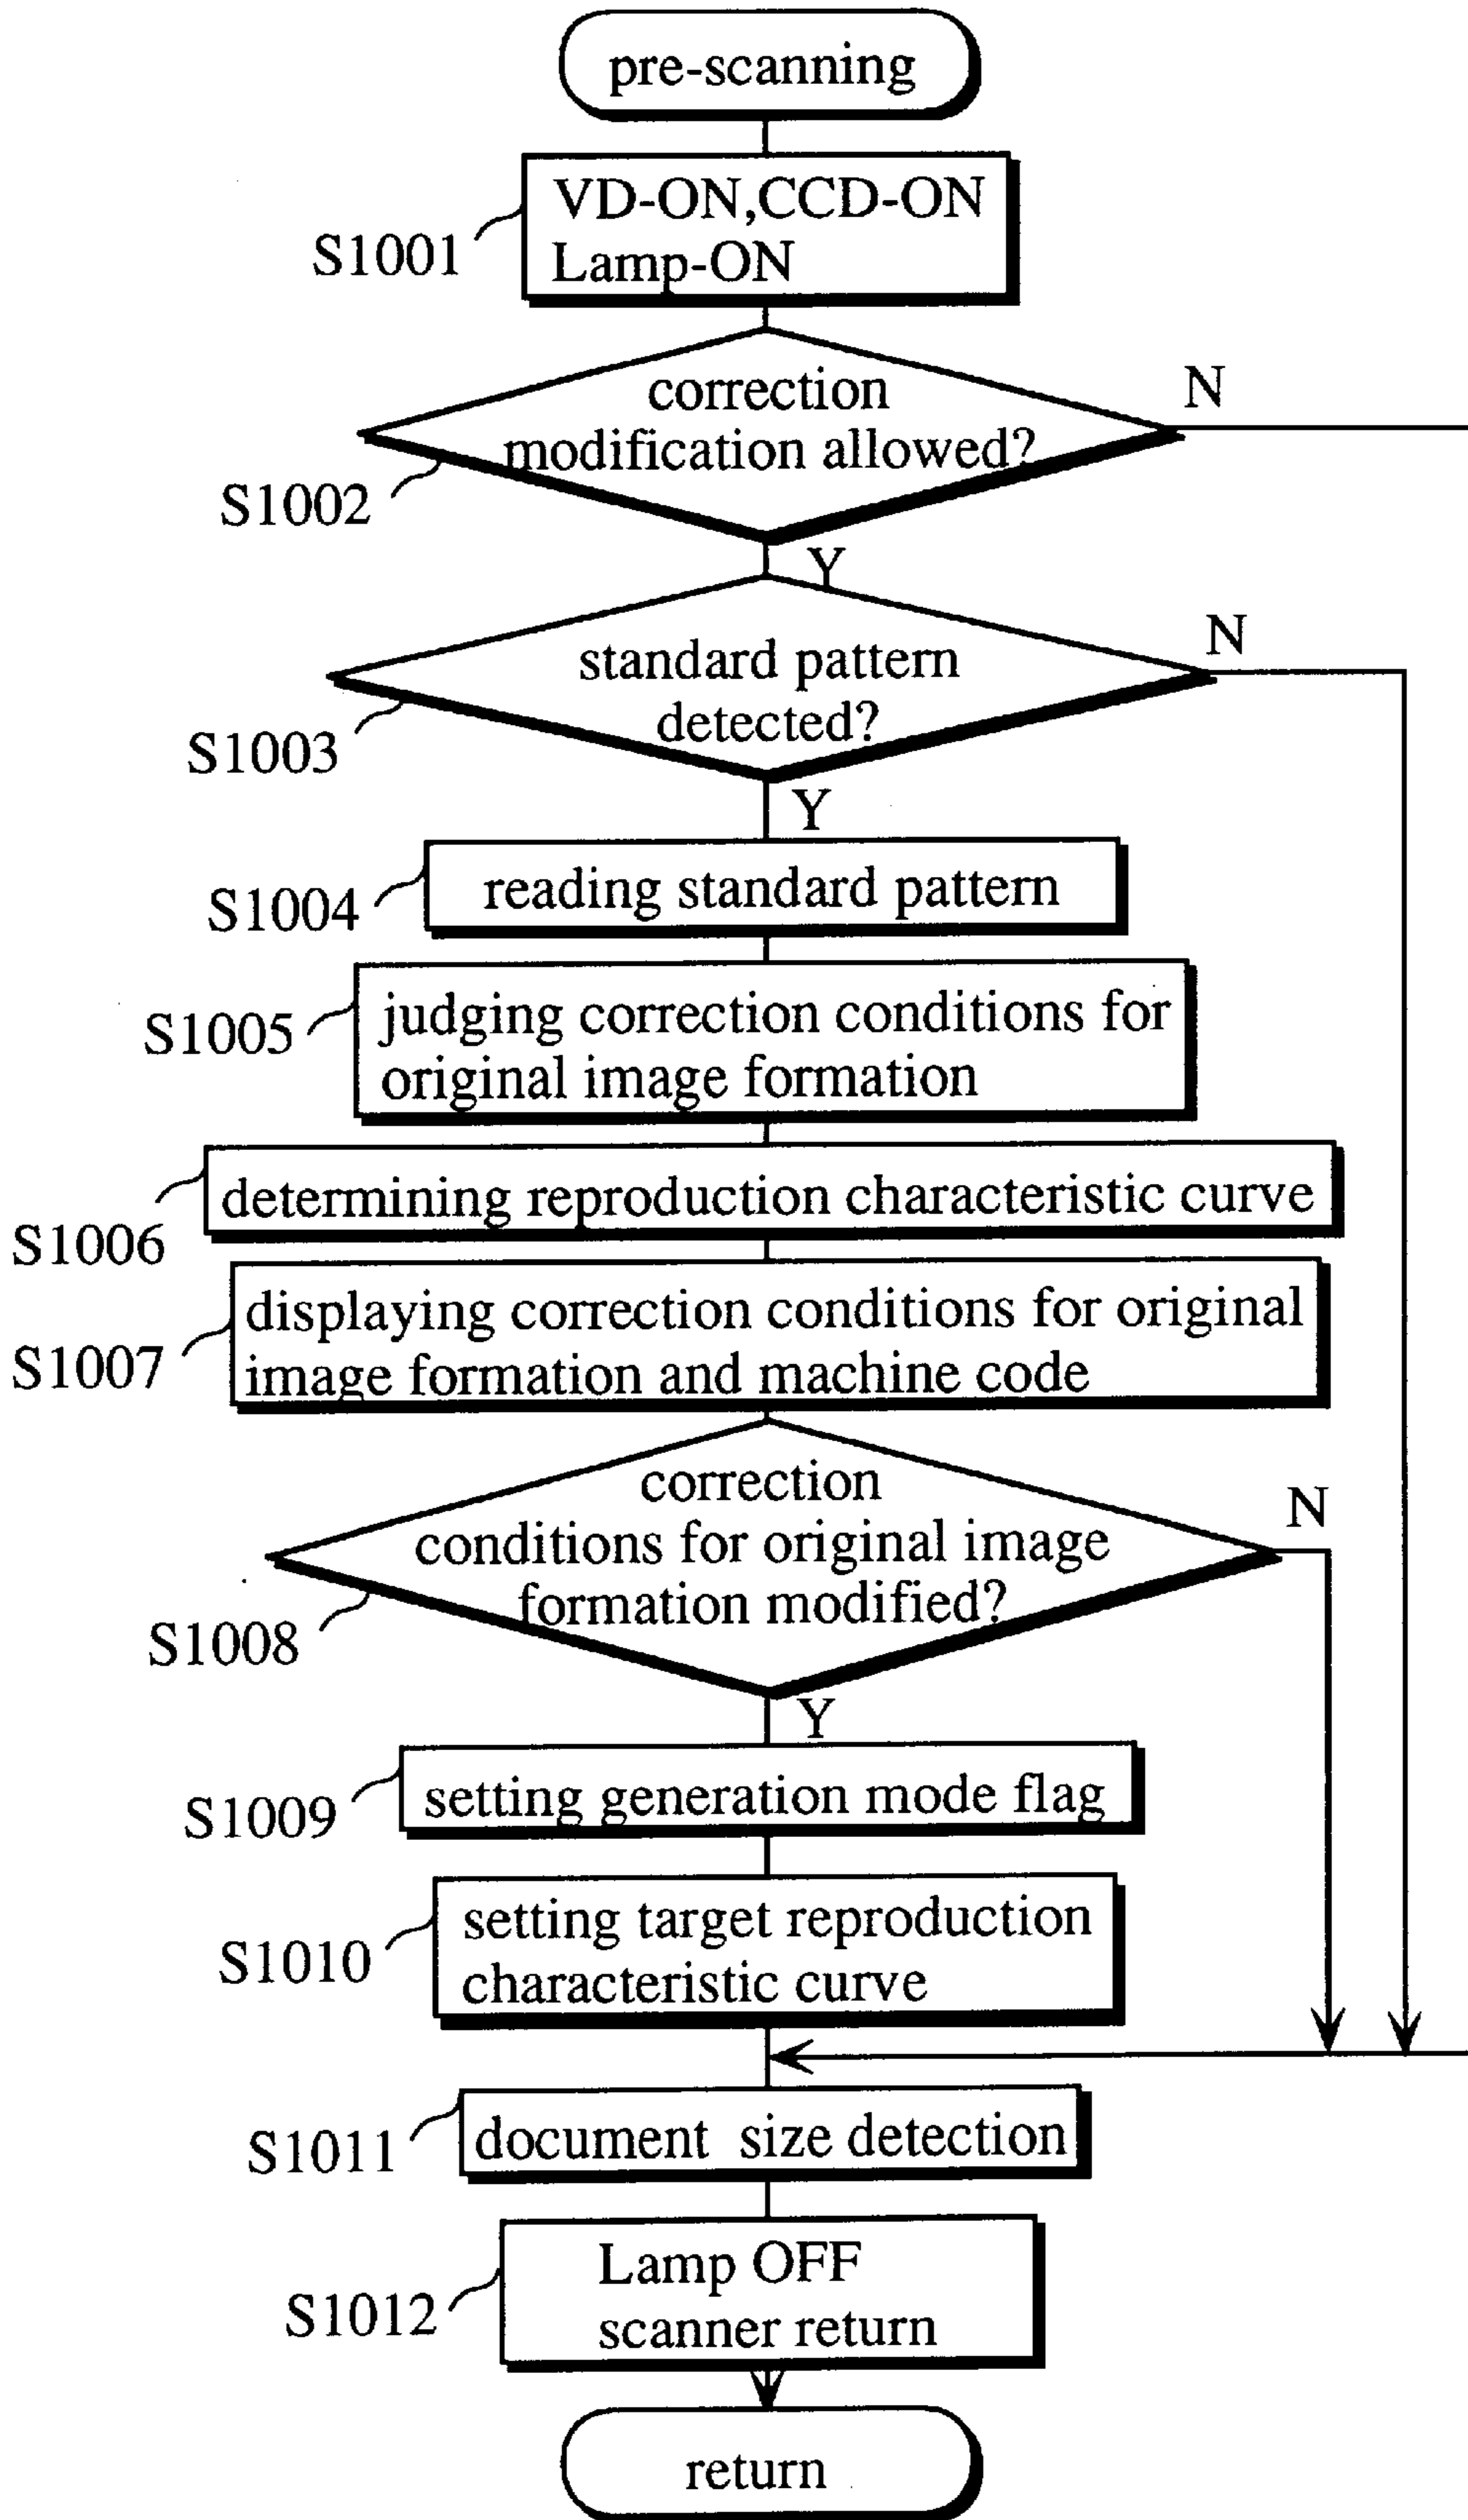 pre-scanning
S1001
VD-ON,CCD-ON
Lamp-ON
correction
modification allowed?
N
S1002
Y
standard pattern
detected?
N
S1003
Y
S1004
reading standard pattern
S1005
judging correction conditions for
original image formation
S1006
determining reproduction characteristic curve
S1007
displaying correction conditions for original
image formation and machine code
correction
conditions for original image
formation modified?
N
S1008
Y
S1009
setting generation mode flag
S1010
setting target reproduction
characteristic curve
S1011
document size detection
S1012
Lamp OFF
scanner return
return